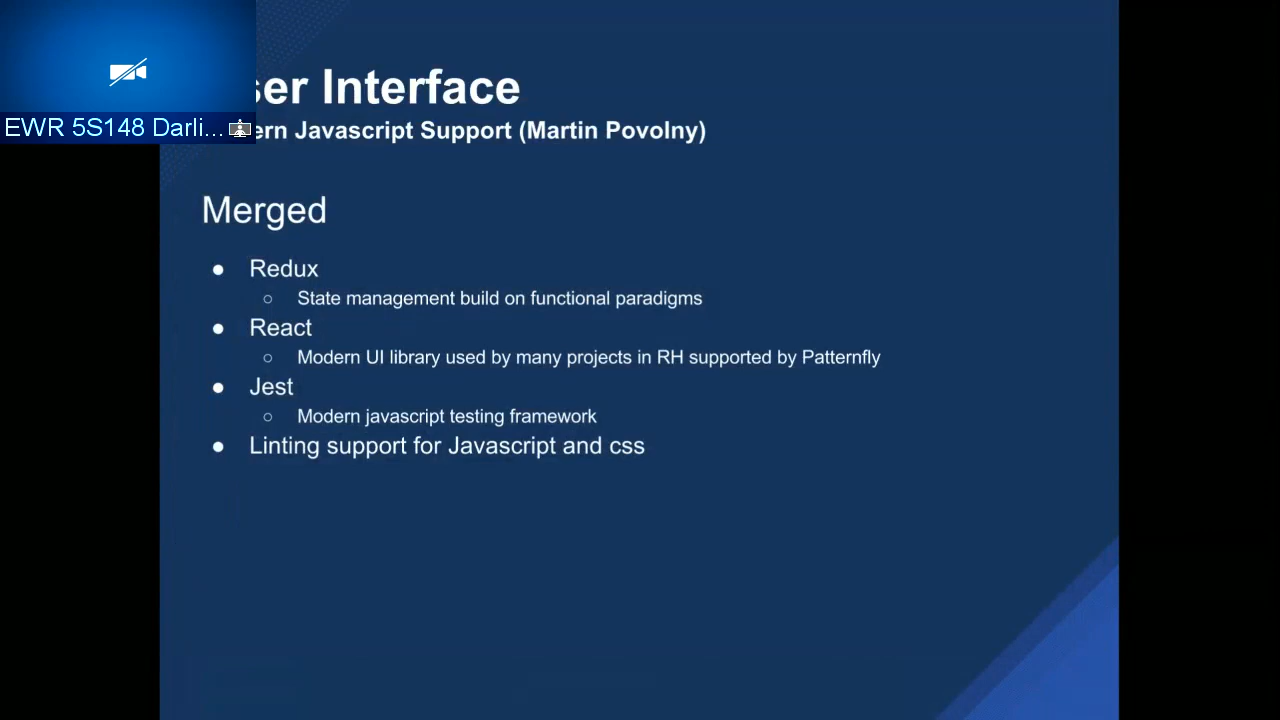 ser Interface
EWR 5S148 Darli...
ern Javascript Support (Martin Povolny)
Merged
● Redux
○ State management build on functional paradigms
● React
○ Modern UI library used by many projects in RH supported by Patternfly
● Jest
○ Modern javascript testing framework
● Linting support for Javascript and css